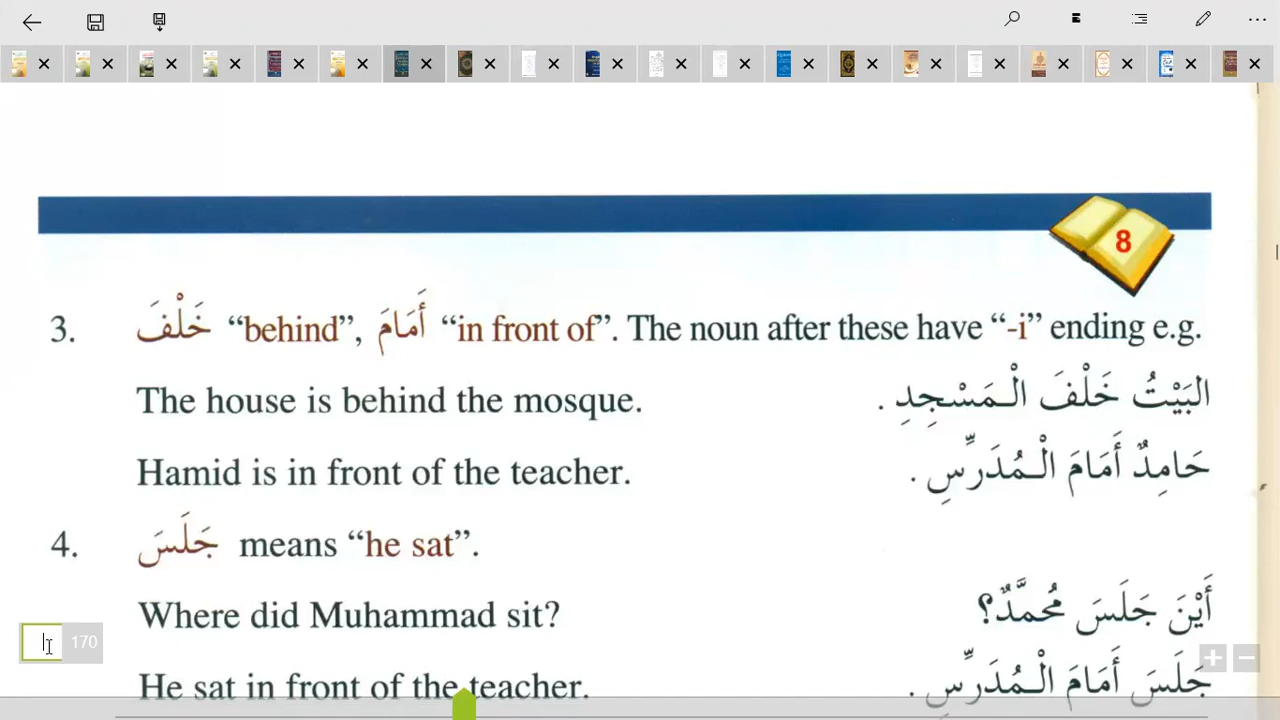 8
3. خَلْفَ “behind”, أَمَامَ “in front of”. The noun after these have “-i” ending e.g.
The house is behind the mosque. البَيْتُ خَلْفَ الْمَسْجِدِ .
Hamid is in front of the teacher. حَامِدٌ أَمَامَ الْمُدَرِّسِ .
4. جَلَسَ means “he sat”.
Where did Muhammad sit? أَيْنَ جَلَسَ مُحمَّدٌ؟
He sat in front of the teacher. جَلَسَ أَمَامَ الْمُدَرِّسِ .
170